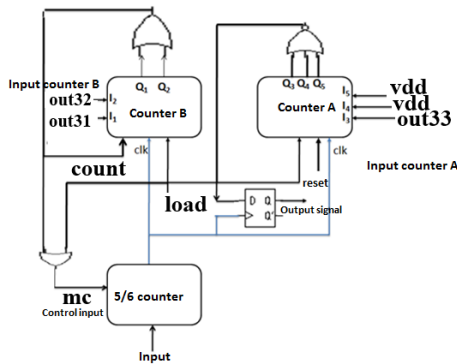 Q₁ Q₂
Q₃ Q₄ Q₅
Input counter B
out32
I₂
out31
I₁
Counter B
Counter A
I₅
I₄
I₃
vdd
vdd
out33
clk
clk
count
load
reset
Input counter A
D Q
Q'
Output signal
mc
Control input
5/6 counter
Input